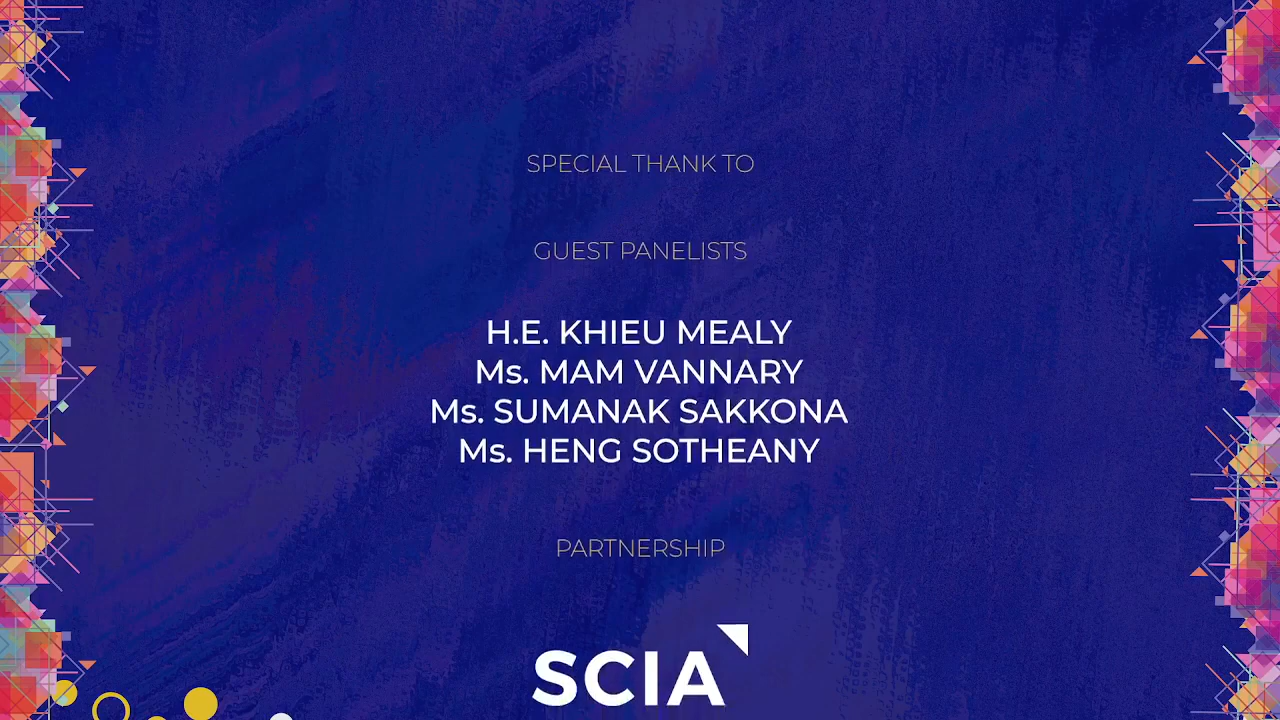 SPECIAL THANK TO
GUEST PANELISTS
H.E. KHIEU MEALY
Ms. MAM VANNARY
Ms. SUMANAK SAKKONA
Ms. HENG SOTHEANY
PARTNERSHIP
SCIA